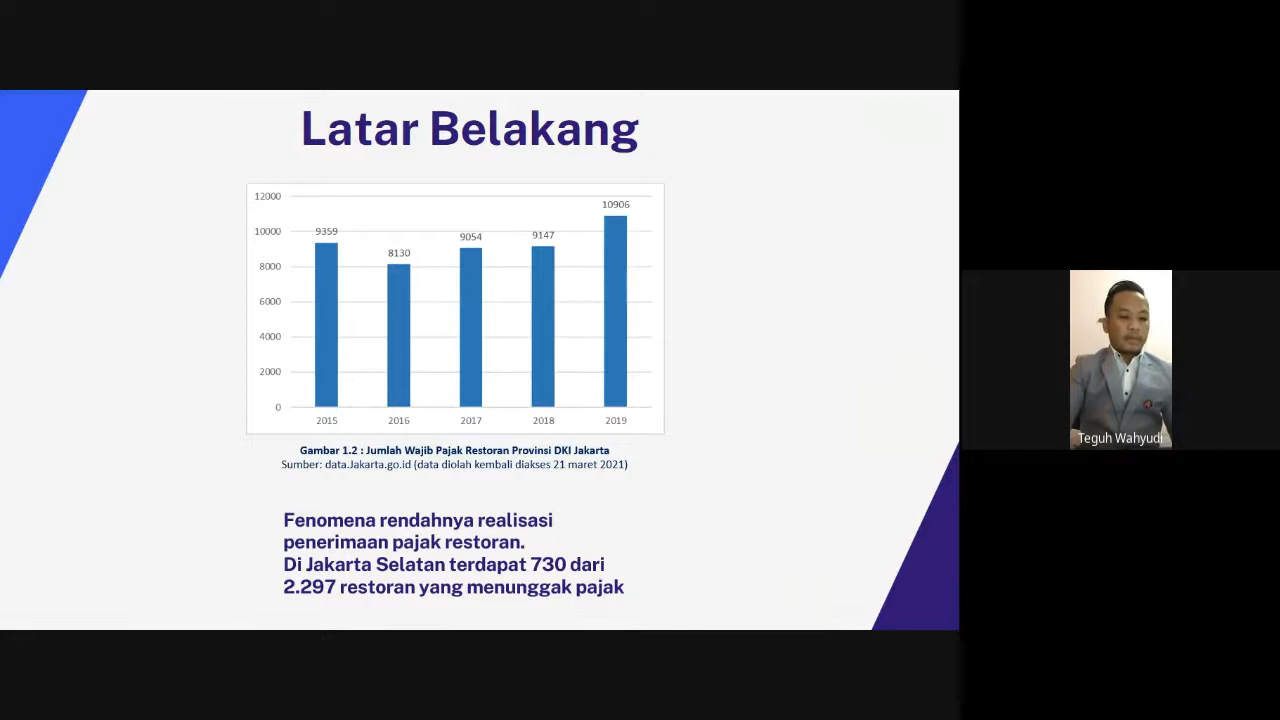 Latar Belakang
12000
10000
8000
6000
4000
2000
0
9359
8130
9054
9147
10906
2015
2016
2017
2018
2019
Gambar 1.2 : Jumlah Wajib Pajak Restoran Provinsi DKI Jakarta
Sumber: data.Jakarta.go.id (data diolah kembali diakses 21 maret 2021)
Fenomena rendahnya realisasi
penerimaan pajak restoran.
Di Jakarta Selatan terdapat 730 dari
2.297 restoran yang menunggak pajak
Teguh Wahyudi